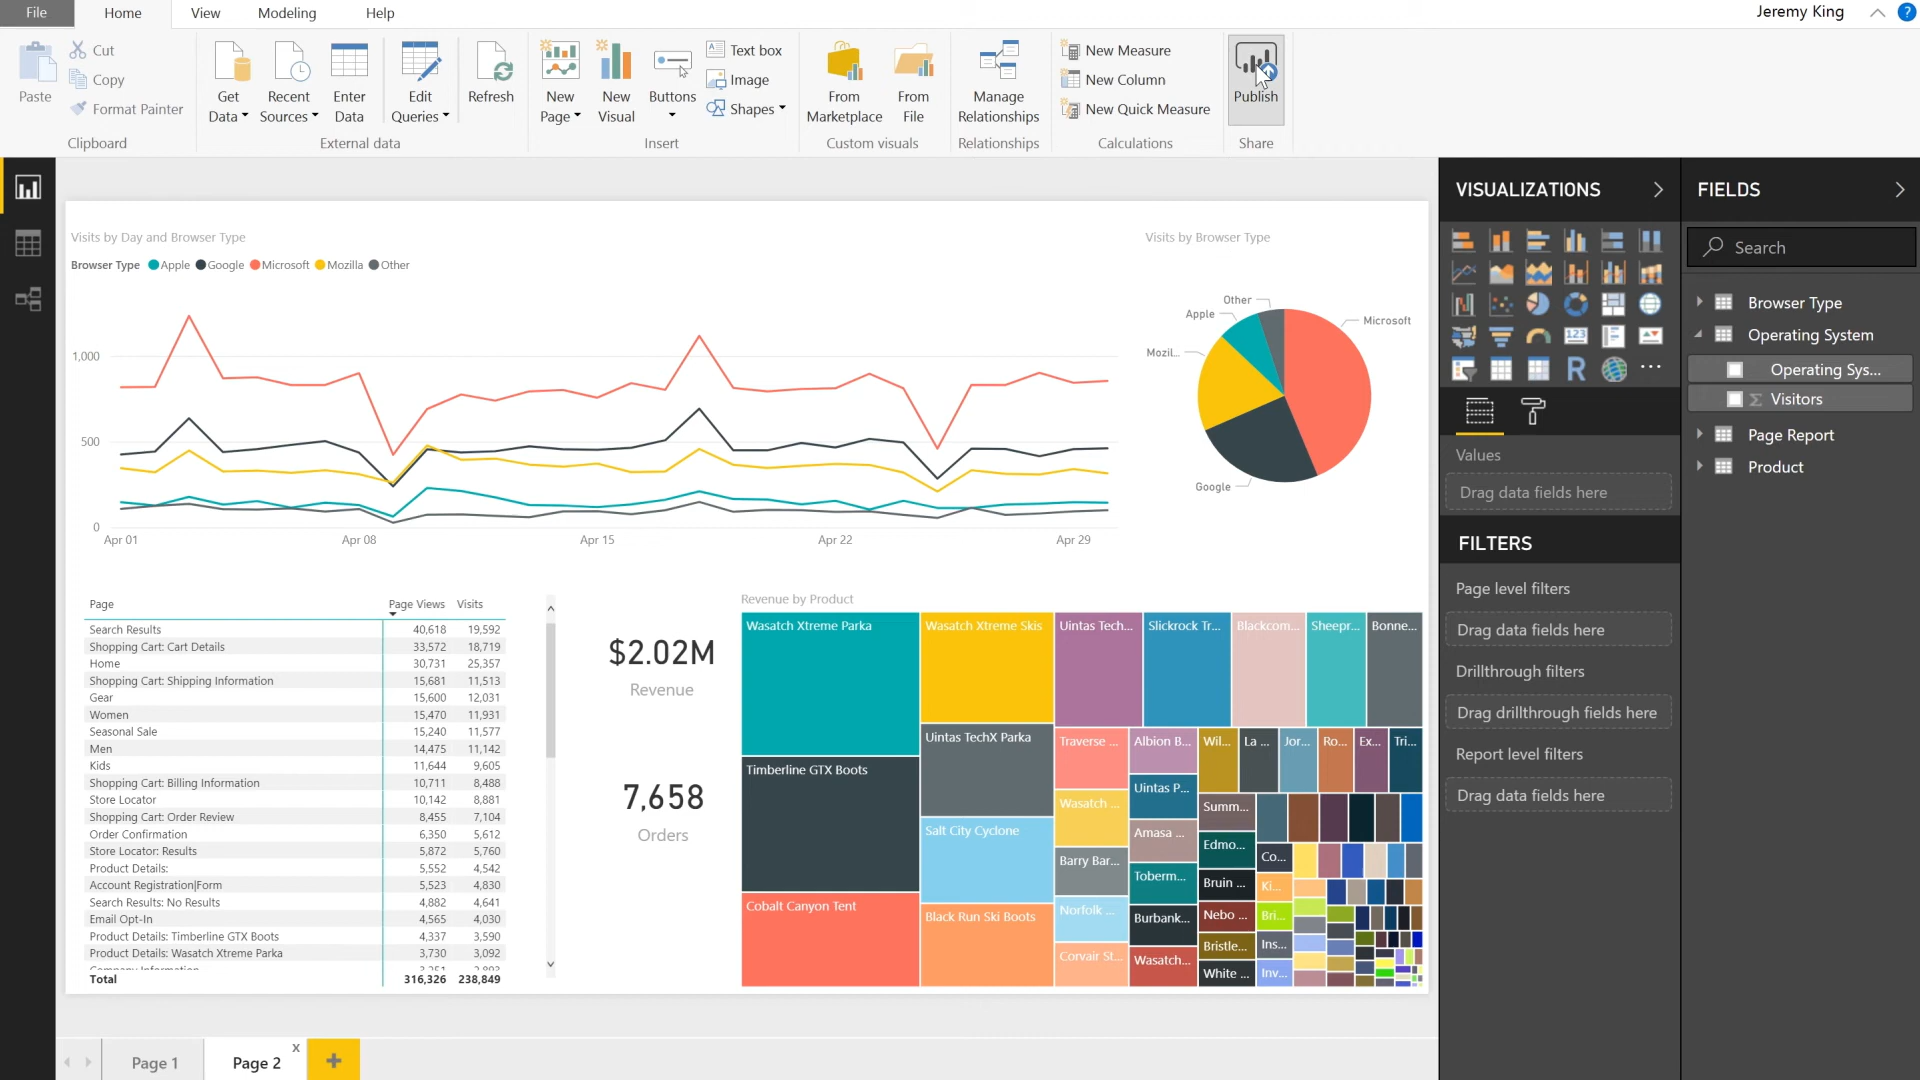 File Home View Modeling Help Jeremy King ?
Paste
Cut
Copy
Format Painter
Clipboard
Get Data
Recent Sources
Enter Data
Edit Queries
Refresh
External data
New Page
New Visual
Buttons
Text box
Image
Shapes
Insert
From Marketplace
From File
Custom visuals
Manage Relationships
Relationships
New Measure
New Column
New Quick Measure
Calculations
Publish
Share
Visits by Day and Browser Type
Browser Type Apple Google Microsoft Mozilla Other
1,000
500
0
Apr 01 Apr 08 Apr 15 Apr 22 Apr 29
Visits by Browser Type
Other
Apple
Microsoft
Mozil...
Google
Page Page Views Visits
Search Results 40,618 19,592
Shopping Cart: Cart Details 33,572 18,719
Home 30,731 25,357
Shopping Cart: Shipping Information 15,681 11,513
Gear 15,600 12,031
Women 15,470 11,931
Seasonal Sale 15,240 11,577
Men 14,475 11,142
Kids 11,644 9,605
Shopping Cart: Billing Information 10,711 8,488
Store Locator 10,142 8,881
Shopping Cart: Order Review 8,455 7,104
Order Confirmation 6,350 5,612
Store Locator: Results 5,872 5,760
Product Details: 5,552 4,542
Account Registration|Form 5,523 4,830
Search Results: No Results 4,882 4,641
Email Opt-In 4,565 4,030
Product Details: Timberline GTX Boots 4,337 3,590
Product Details: Wasatch Xtreme Parka 3,730 3,092
Total 316,326 238,849
$2.02M
Revenue
7,658
Orders
Revenue by Product
Wasatch Xtreme Parka
Timberline GTX Boots
Cobalt Canyon Tent
Wasatch Xtreme Skis
Uintas TechX Parka
Salt City Cyclone
Black Run Ski Boots
Uintas Tech...
Slickrock Tr...
Blackcom...
Sheepr...
Bonne...
Traverse ...
Wasatch ...
Barry Bar...
Norfolk ...
Corvair St...
Albion B...
Uintas P...
Amasa ...
Toberm...
Burbank...
Wasatch...
Wil...
La ...
Jor...
Ro...
Ex...
Tri...
Summ...
Edmo...
Bruin ...
Nebo ...
Bristle...
White ...
Co...
Ki...
Bri...
Ins...
Inv...
VISUALIZATIONS
123
R
Values
Drag data fields here
FILTERS
Page level filters
Drag data fields here
Drillthrough filters
Drag drillthrough fields here
Report level filters
Drag data fields here
FIELDS
Search
Browser Type
Operating System
Operating Sys...
Σ Visitors
Page Report
Product
Page 1 Page 2 x +